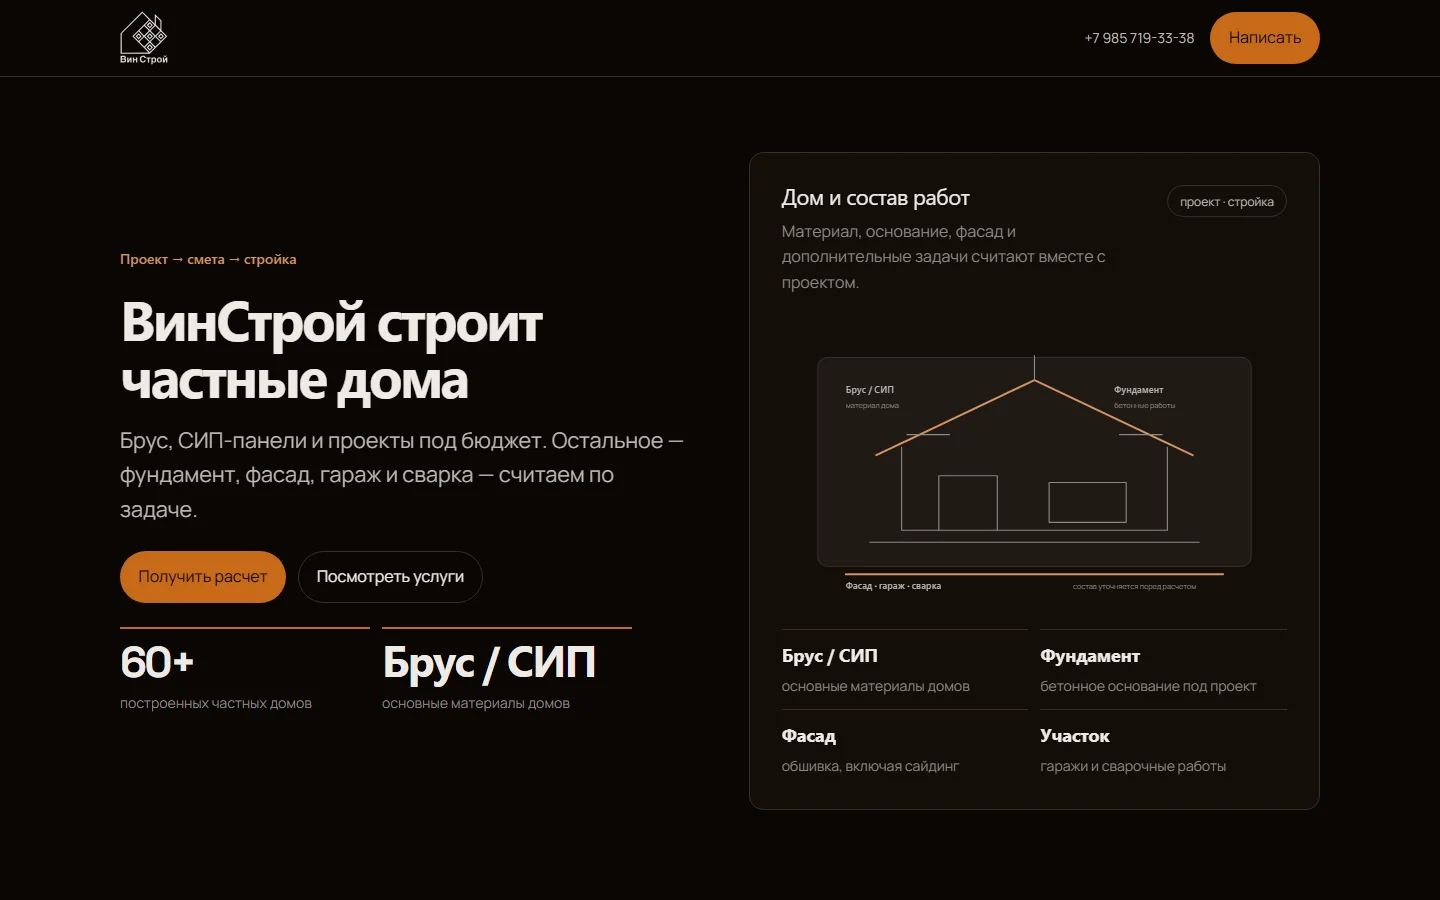 Вин Строй
+7 985 719-33-38
Написать
Проект → смета → стройка
ВинСтрой строит
частные дома
Брус, СИП-панели и проекты под бюджет. Остальное —
фундамент, фасад, гараж и сварка — считаем по
задаче.
Получить расчет
Посмотреть услуги
60+
построенных частных домов
Брус / СИП
основные материалы домов
Дом и состав работ
проект · стройка
Материал, основание, фасад и
дополнительные задачи считают вместе с
проектом.
Брус / СИП
материал дома
Фундамент
бетонные работы
Фасад • гараж • сварка
состав уточняется перед расчетом
Брус / СИП
основные материалы домов
Фундамент
бетонное основание под проект
Фасад
обшивка, включая сайдинг
Участок
гаражи и сварочные работы